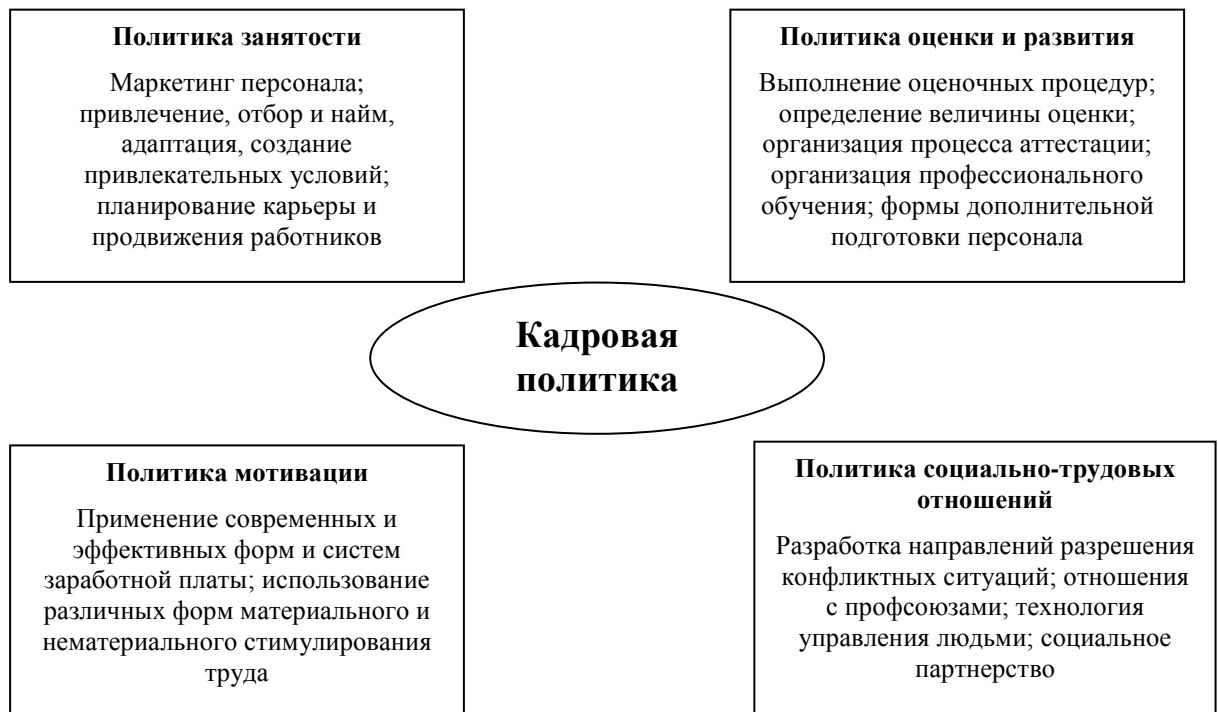 Политика занятости
Маркетинг персонала;
привлечение, отбор и найм,
адаптация, создание
привлекательных условий;
планирование карьеры и
продвижения работников
Политика оценки и развития
Выполнение оценочных процедур;
определение величины оценки;
организация процесса аттестации;
организация профессионального
обучения; формы дополнительной
подготовки персонала
Кадровая
политика
Политика мотивации
Применение современных и
эффективных форм и систем
заработной платы; использование
различных форм материального и
нематериального стимулирования
труда
Политика социально-трудовых
отношений
Разработка направлений разрешения
конфликтных ситуаций; отношения
с профсоюзами; технология
управления людьми; социальное
партнерство